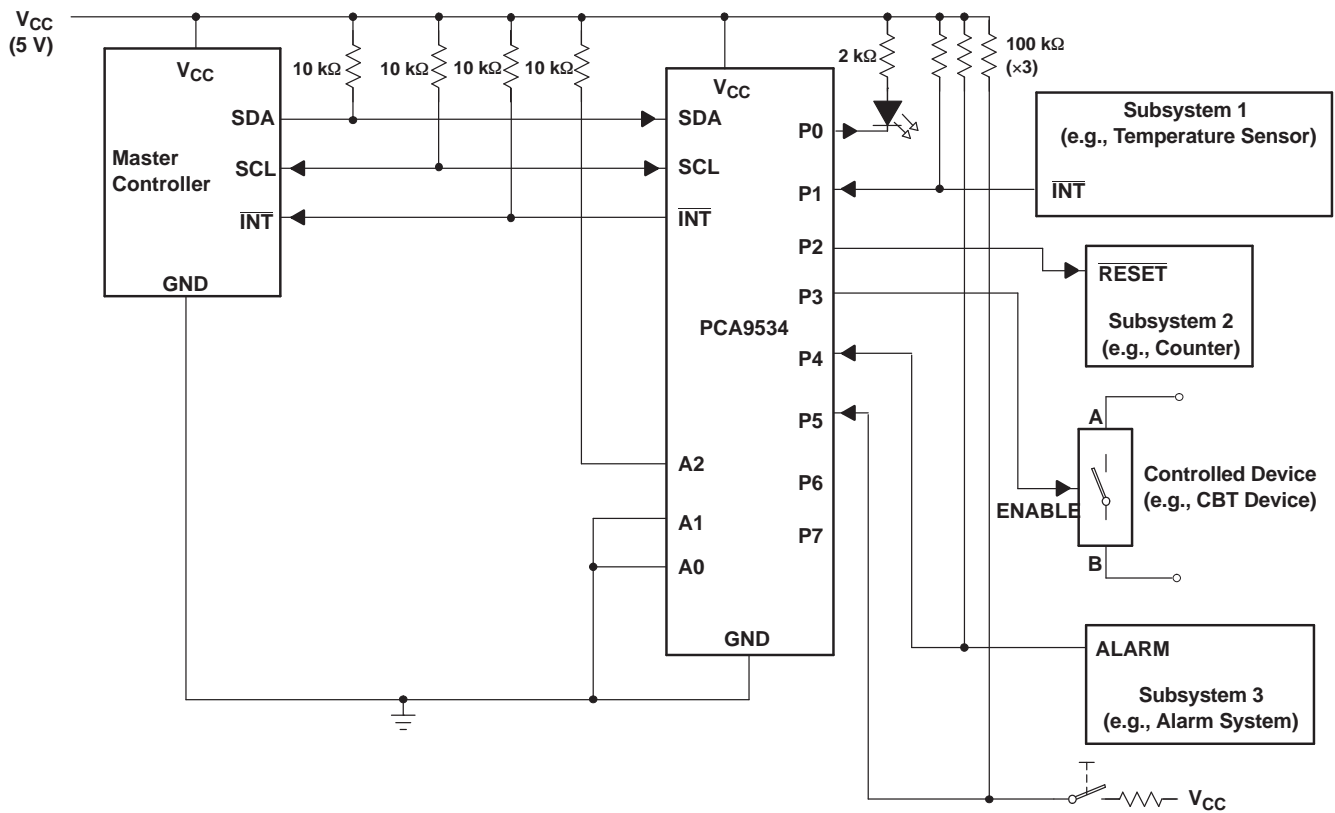 VCC
(5 V)
10 kΩ
10 kΩ
10 kΩ
10 kΩ
2 kΩ
100 kΩ
(×3)
VCC
SDA
Master
Controller
SCL
INT
GND
VCC
SDA
SCL
INT
PCA9534
A2
A1
A0
GND
P0
P1
P2
P3
P4
P5
P6
P7
Subsystem 1
(e.g., Temperature Sensor)
INT
RESET
Subsystem 2
(e.g., Counter)
A
ENABLE
B
Controlled Device
(e.g., CBT Device)
ALARM
Subsystem 3
(e.g., Alarm System)
VCC